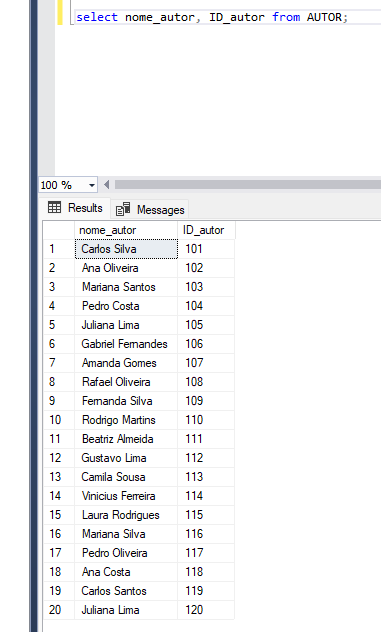 select nome_autor, ID_autor from AUTOR;
100 %
Results Messages
nome_autor ID_autor
1 Carlos Silva 101
2 Ana Oliveira 102
3 Mariana Santos 103
4 Pedro Costa 104
5 Juliana Lima 105
6 Gabriel Fernandes 106
7 Amanda Gomes 107
8 Rafael Oliveira 108
9 Fernanda Silva 109
10 Rodrigo Martins 110
11 Beatriz Almeida 111
12 Gustavo Lima 112
13 Camila Sousa 113
14 Vinicius Ferreira 114
15 Laura Rodrigues 115
16 Mariana Silva 116
17 Pedro Oliveira 117
18 Ana Costa 118
19 Carlos Santos 119
20 Juliana Lima 120